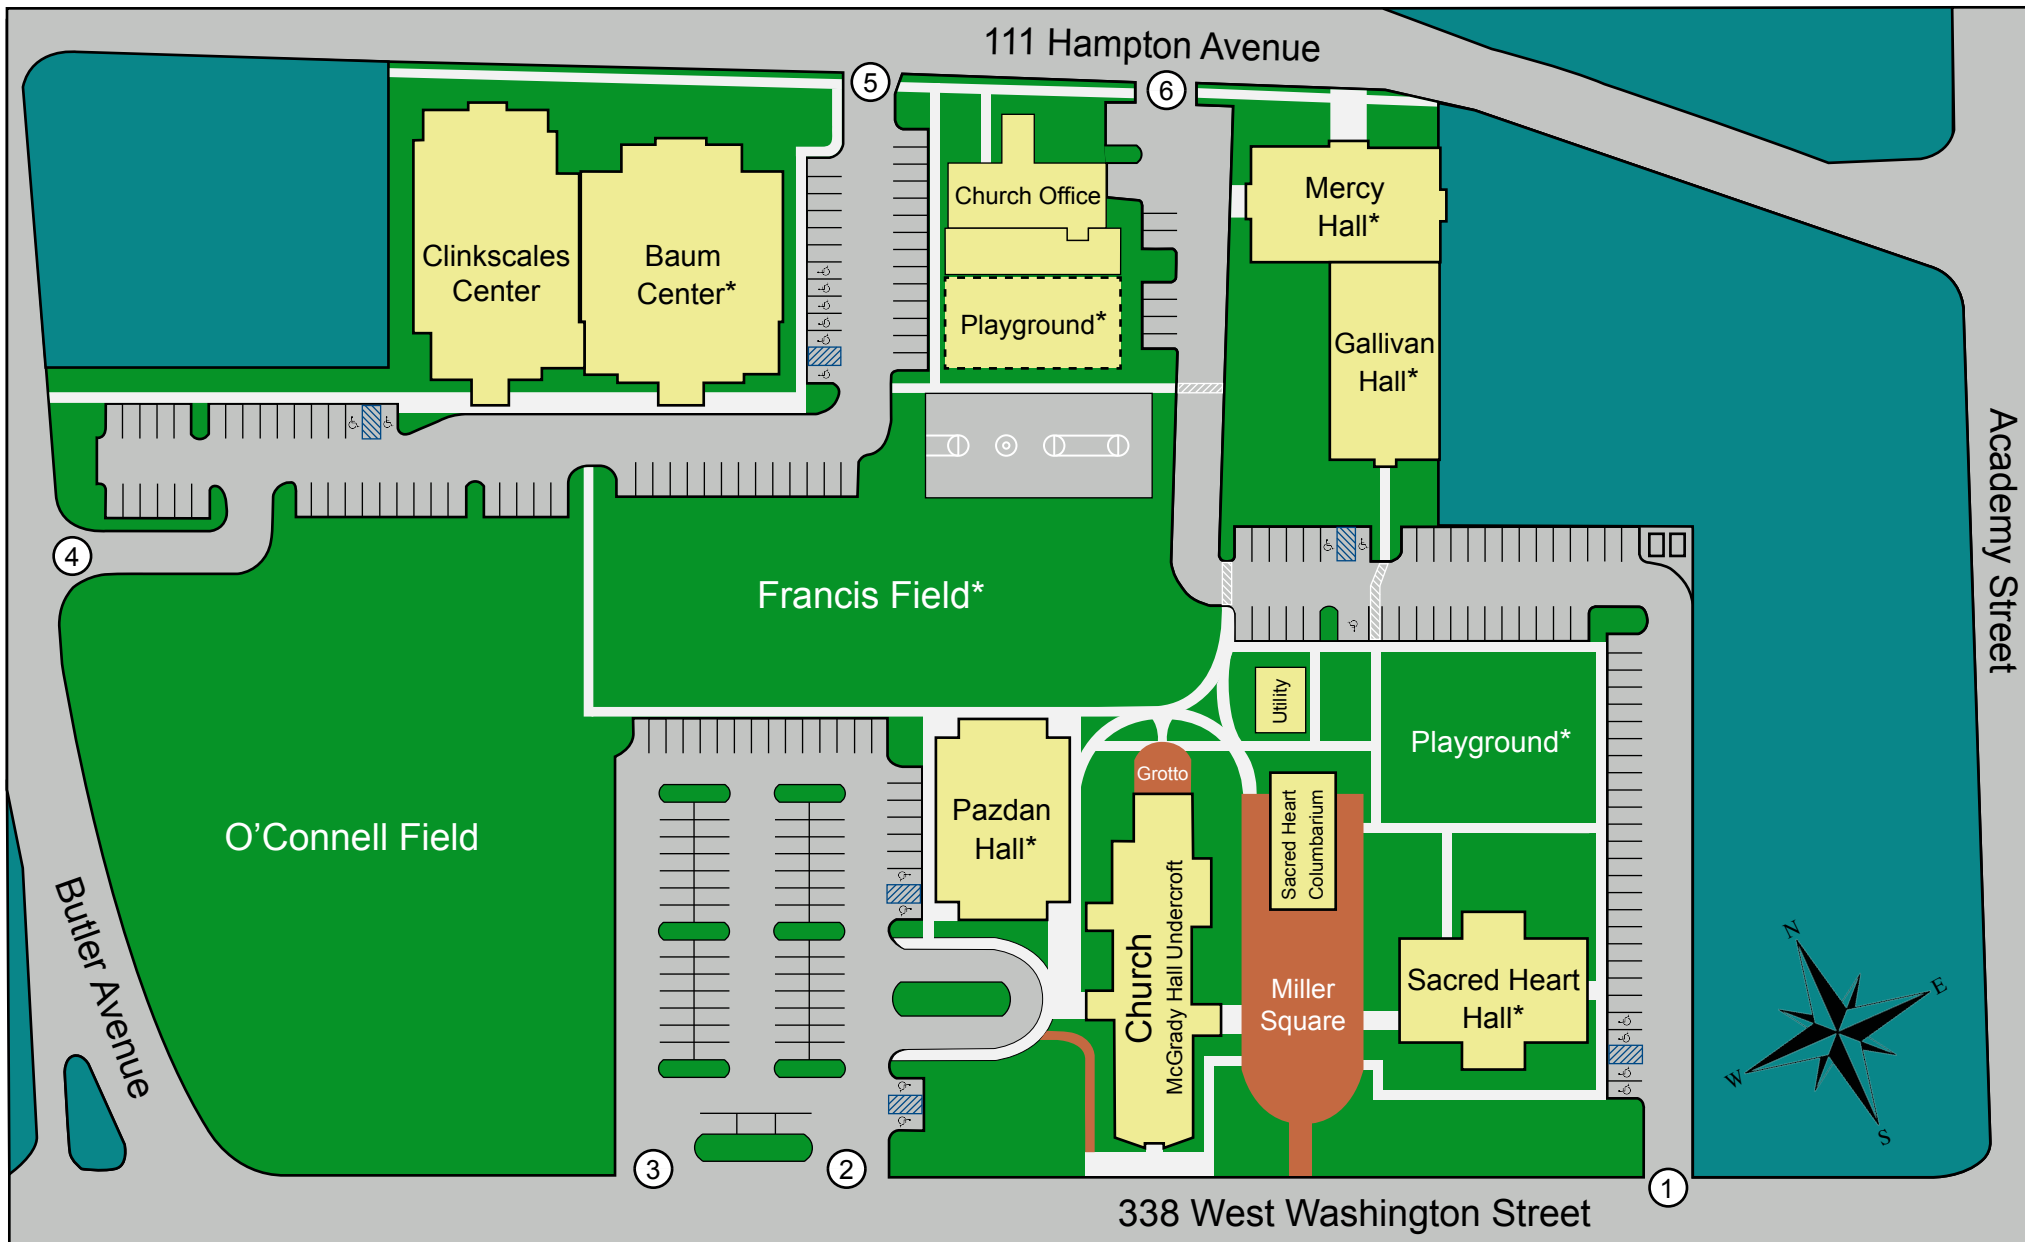 111 Hampton Avenue
5
6
Church Office
Mercy
Hall*
Clinkscales
Center
Baum
Center*
Playground*
Gallivan
Hall*
Academy Street
4
Francis Field*
Utility
Playground*
Grotto
Pazdan
Hall*
O’Connell Field
Sacred Heart
Columbarium
Church
McGrady Hall Undercroft
Butler Avenue
Miller
Square
Sacred Heart
Hall*
N
E
W
S
3
2
1
338 West Washington Street